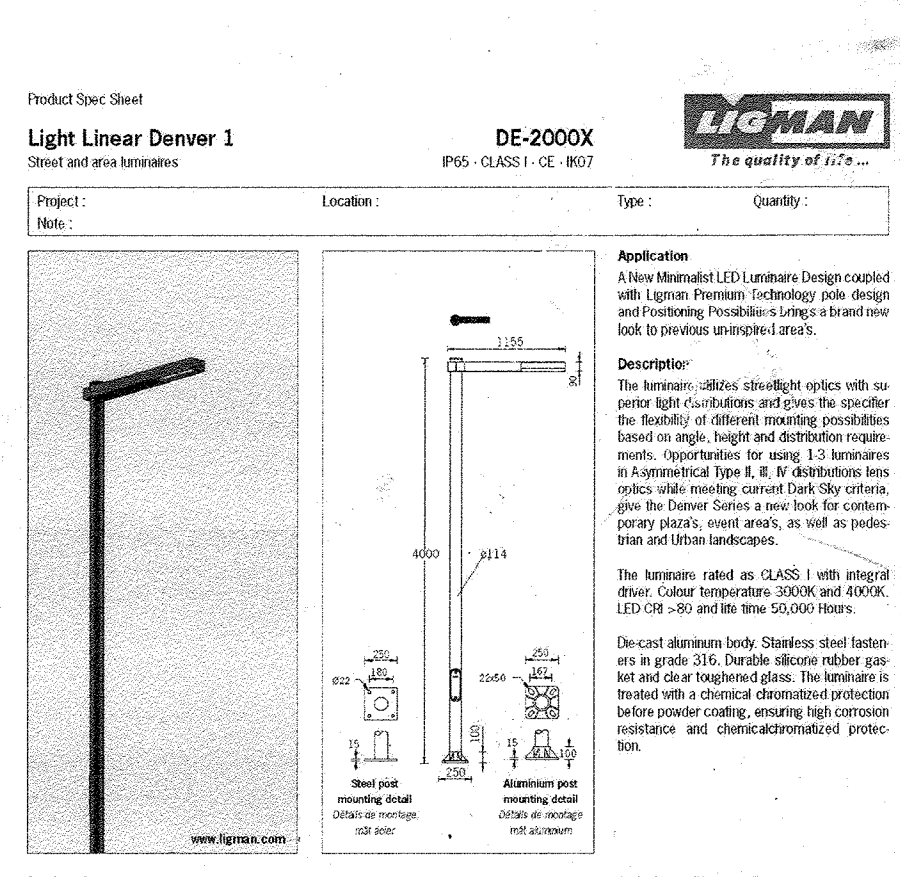 Product Spec Sheet
Light Linear Denver 1
Street and area luminaires
DE-2000X
IP65 · CLASS I · CE · IK07
LIGMAN
The quality of life ...
Project :
Location :
Type :
Quantity :
Note :
www.ligman.com
1155
90
4000
ø114
250
180
Ø22
15
100
250
250
167
22x50
15
100
Steel post
mounting detail
Détails de montage
mât acier
Aluminium post
mounting detail
Détails de montage
mât aluminium
Application
A New Minimalist LED Luminaire Design coupled
with Ligman Premium Technology pole design
and Positioning Possibilities brings a brand new
look to previous un-inspired area's.
Description
The luminaire utilizes streetlight optics with su-
perior light distributions and gives the specifier
the flexibility of different mounting possibilities
based on angle, height and distribution require-
ments. Opportunities for using 1-3 luminaires
in Asymmetrical Type II, III, IV distributions lens
optics while meeting current Dark Sky criteria,
give the Denver Series a new look for contem-
porary plaza's, event area's, as well as pedes-
trian and Urban landscapes.
The luminaire rated as CLASS I with integral
driver. Colour temperature 3000K and 4000K.
LED CRI >80 and life time 50,000 Hours.
Die-cast aluminum body. Stainless steel fasten-
ers in grade 316. Durable silicone rubber gas-
ket and clear toughened glass. The luminaire is
treated with a chemical chromatized protection
before powder coating, ensuring high corrosion
resistance and chemicalchromatized protec-
tion.